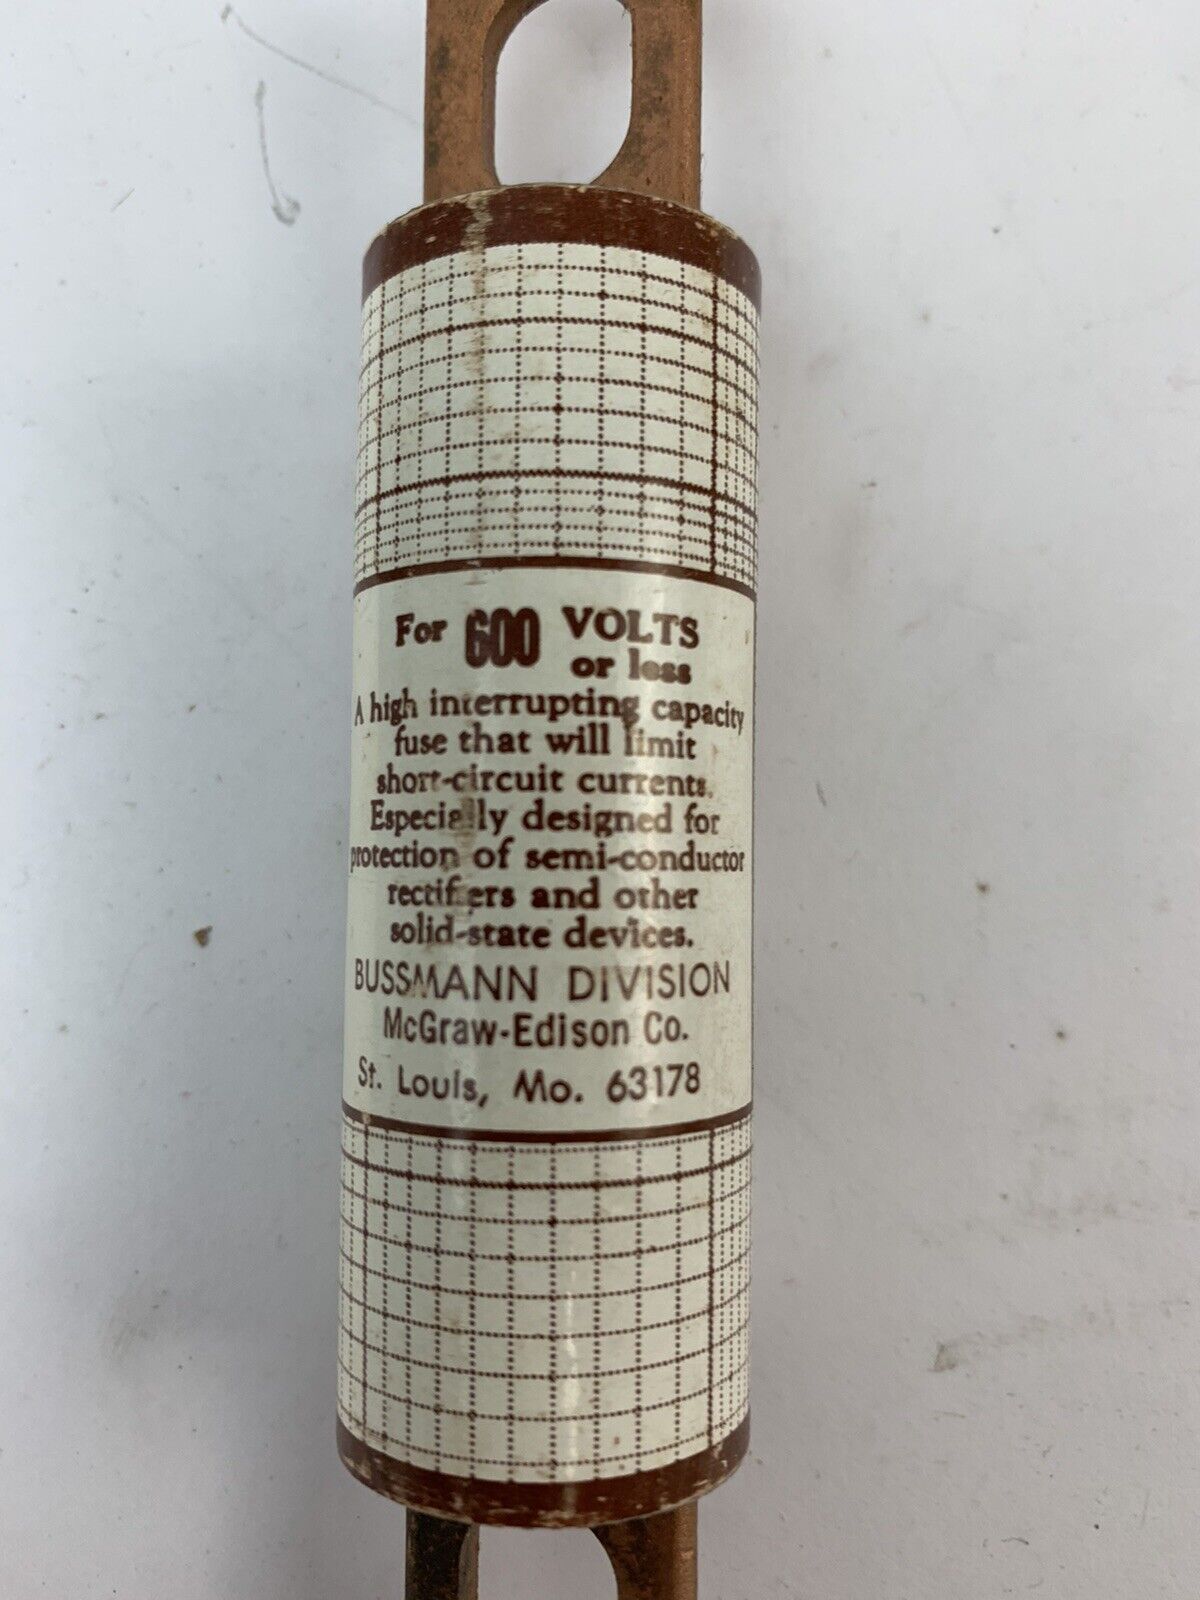 For 600 VOLTS
or less
A high interrupting capacity
fuse that will limit
short-circuit currents.
Especially designed for
protection of semi-conductor
rectifiers and other
solid-state devices.
BUSSMANN DIVISION
McGraw-Edison Co.
St. Louis, Mo. 63178